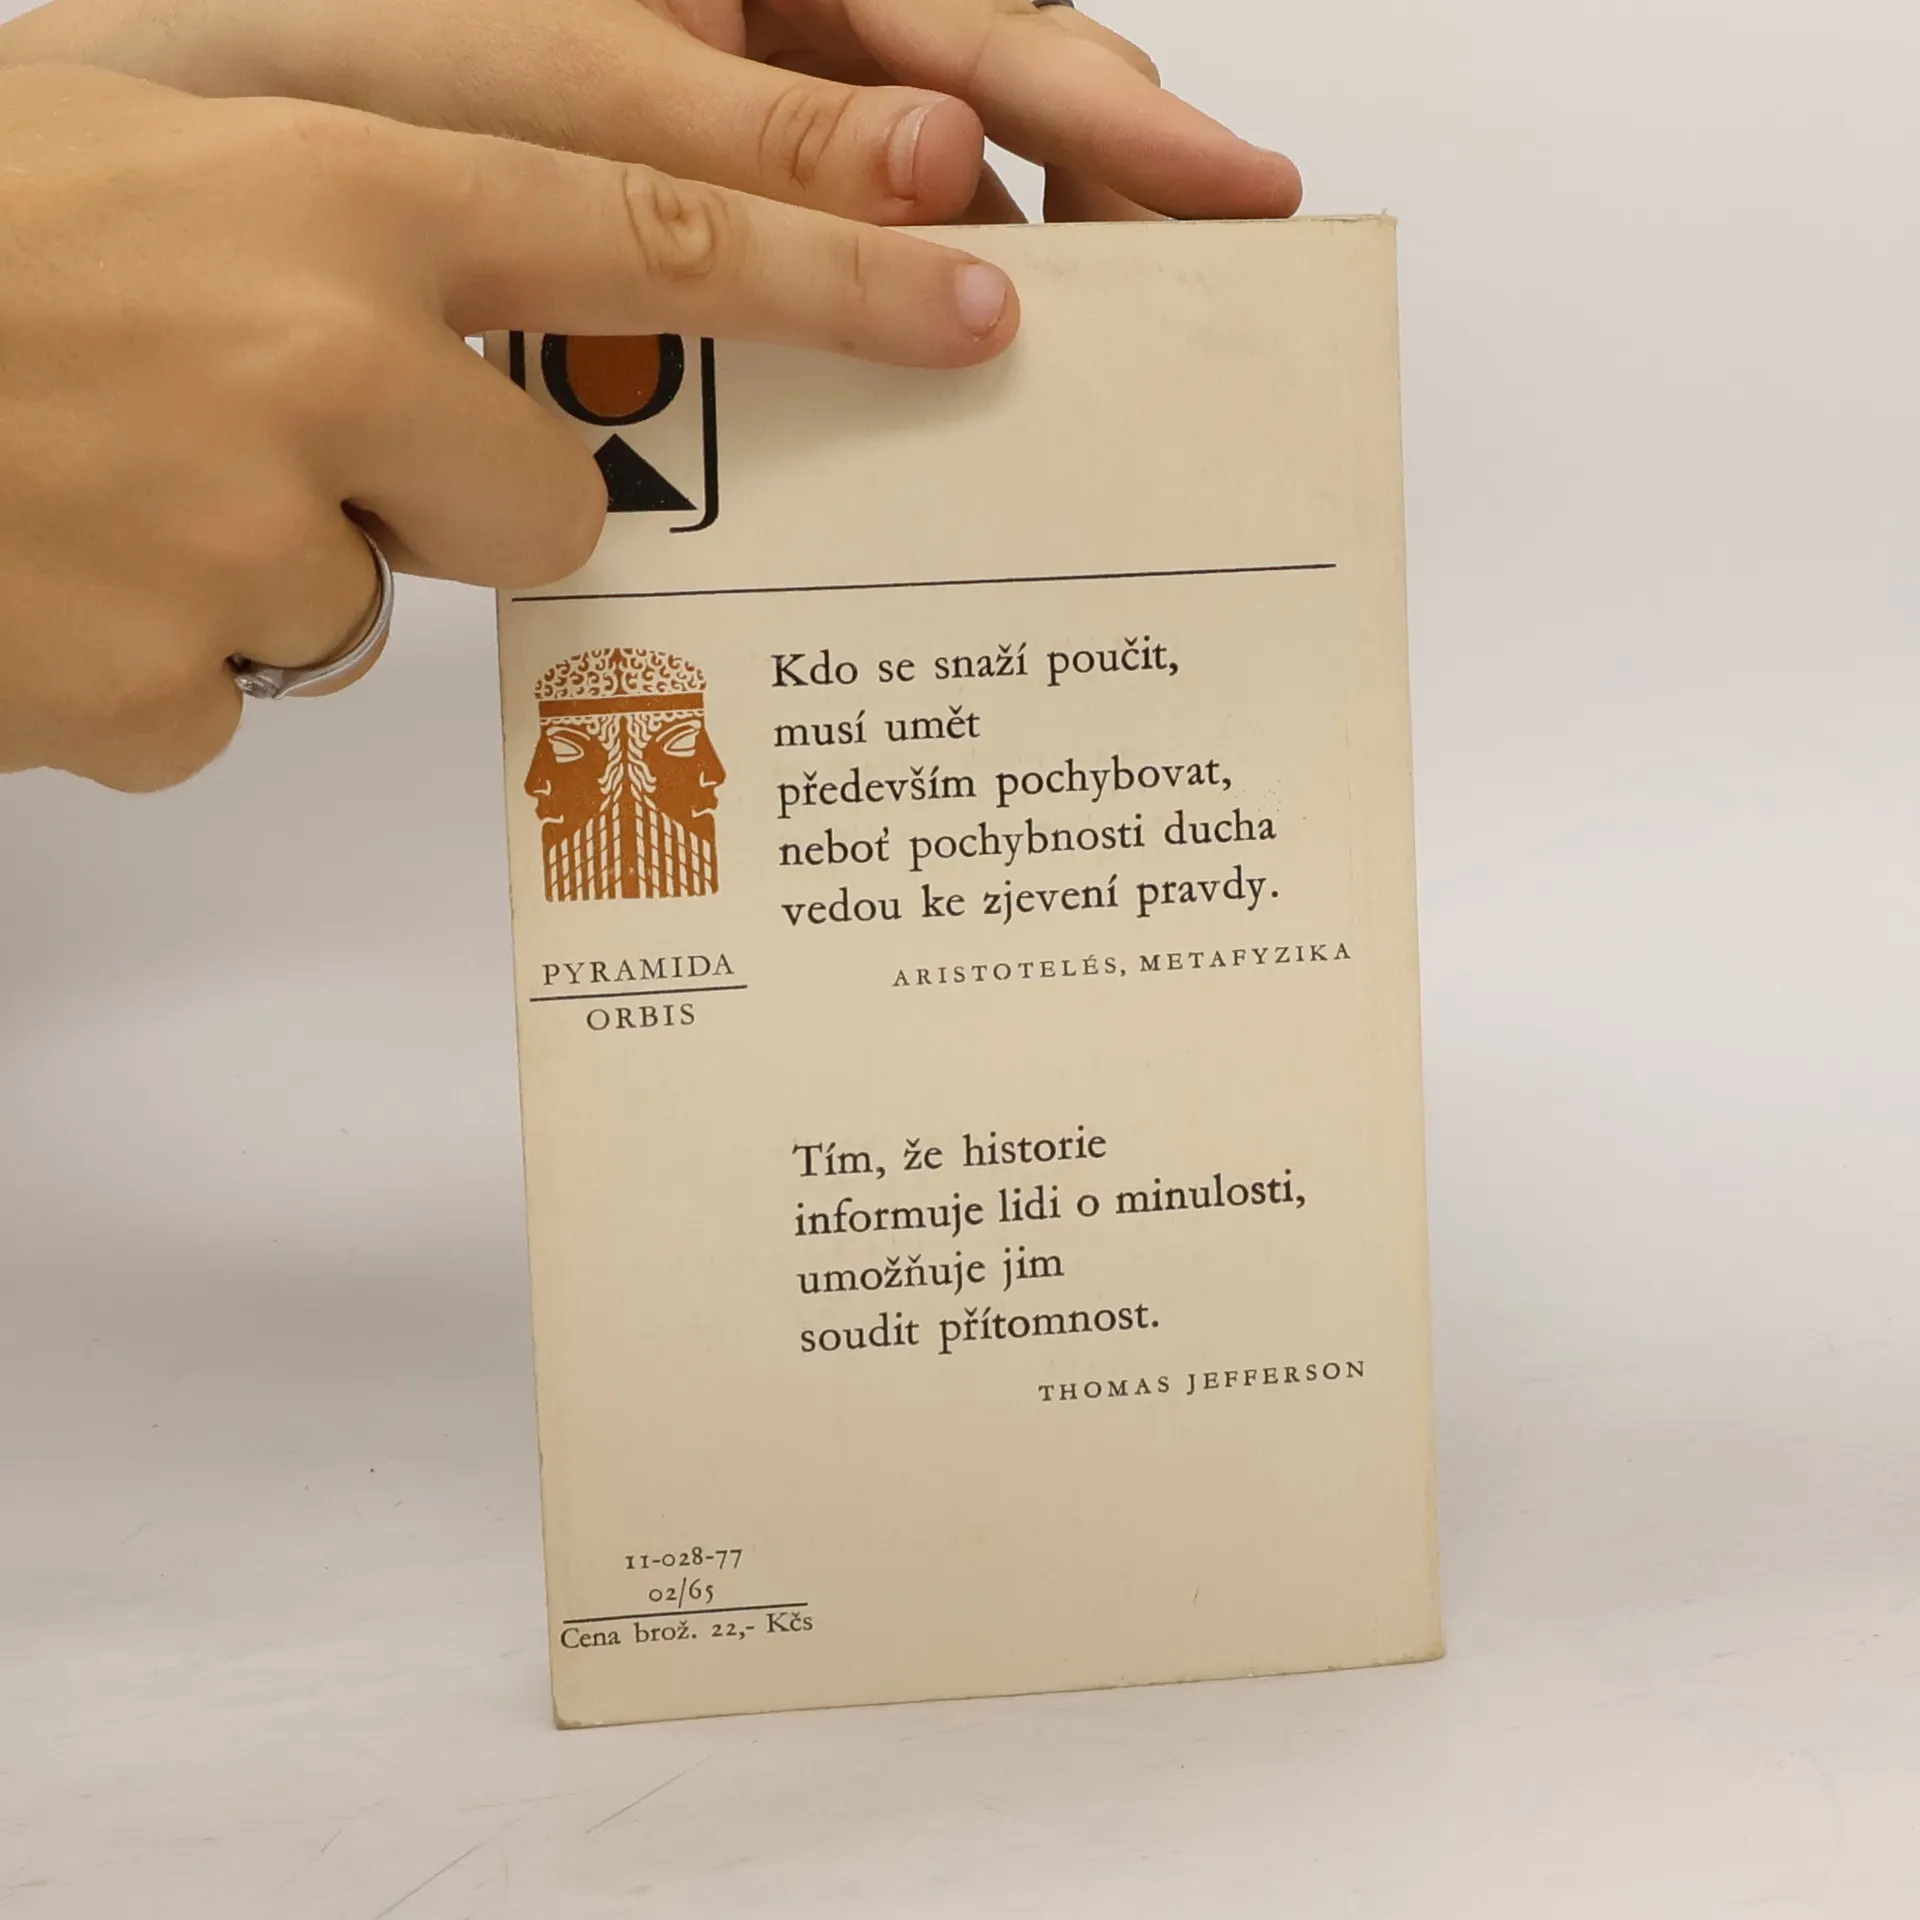 Kdo se snaží poučit,
musí umět
především pochybovat,
neboť pochybnosti ducha
vedou ke zjevení pravdy.
ARISTOTELÉS, METAFYZIKA
PYRAMIDA
ORBIS
Tím, že historie
informuje lidi o minulosti,
umožňuje jim
soudit přítomnost.
THOMAS JEFFERSON
11-028-77
02/65
Cena brož. 22,- Kčs